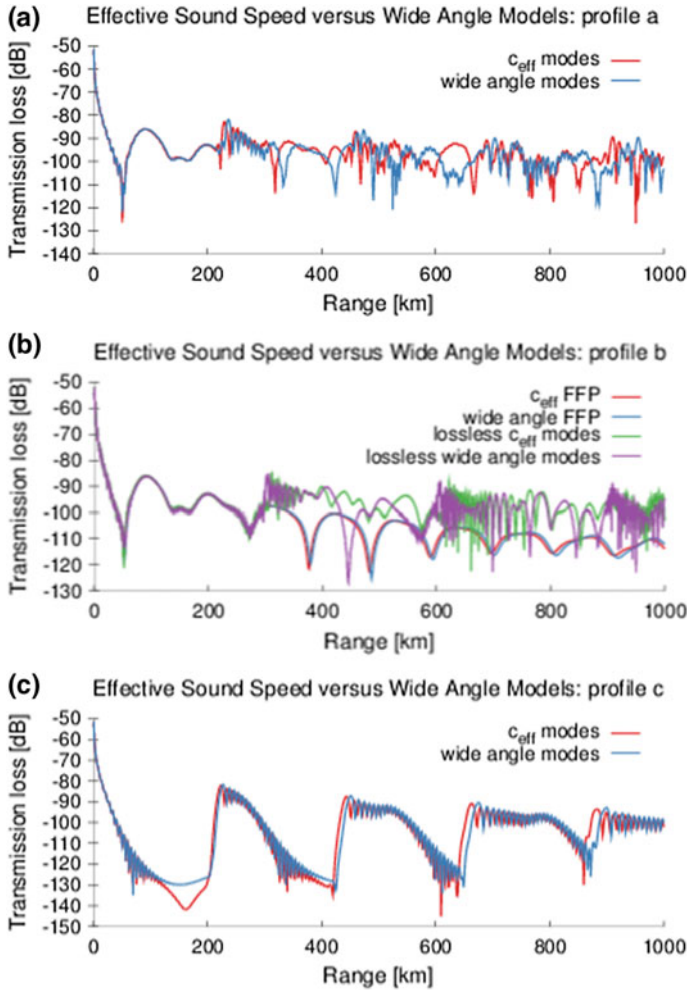 (a)
Effective Sound Speed versus Wide Angle Models: profile a
Transmission loss [dB]
-50
-60
-70
-80
-90
-100
-110
-120
-130
-140
c_eff modes
wide angle modes
0 200 400 600 800 1000
Range [km]
(b)
Effective Sound Speed versus Wide Angle Models: profile b
Transmission loss [dB]
-50
-60
-70
-80
-90
-100
-110
-120
-130
c_eff FFP
wide angle FFP
lossless c_eff modes
lossless wide angle modes
0 200 400 600 800 1000
Range [km]
(c)
Effective Sound Speed versus Wide Angle Models: profile c
Transmission loss [dB]
-50
-60
-70
-80
-90
-100
-110
-120
-130
-140
-150
c_eff modes
wide angle modes
0 200 400 600 800 1000
Range [km]